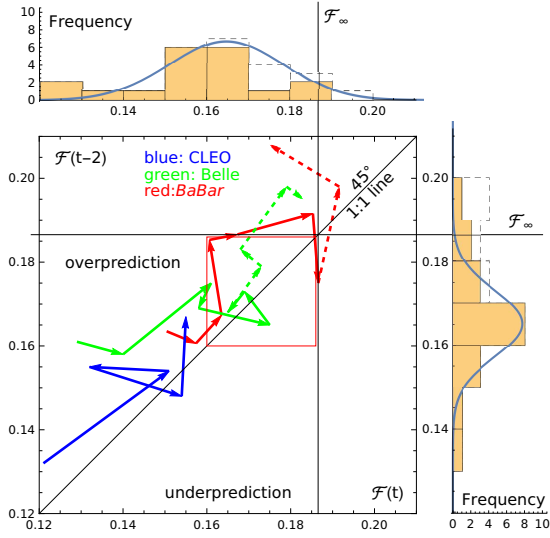 Frequency
ℱ∞
10
8
6
4
2
0
0.14 0.16 0.18 0.20
ℱ(t−2)
blue: CLEO
green: Belle
red:BaBar
45°
1:1 line
overprediction
underprediction
ℱ(t)
0.20
0.18
0.16
0.14
0.12
0.12 0.14 0.16 0.18 0.20
ℱ∞
0.20
0.18
0.16
0.14
Frequency
0 2 4 6 8 10